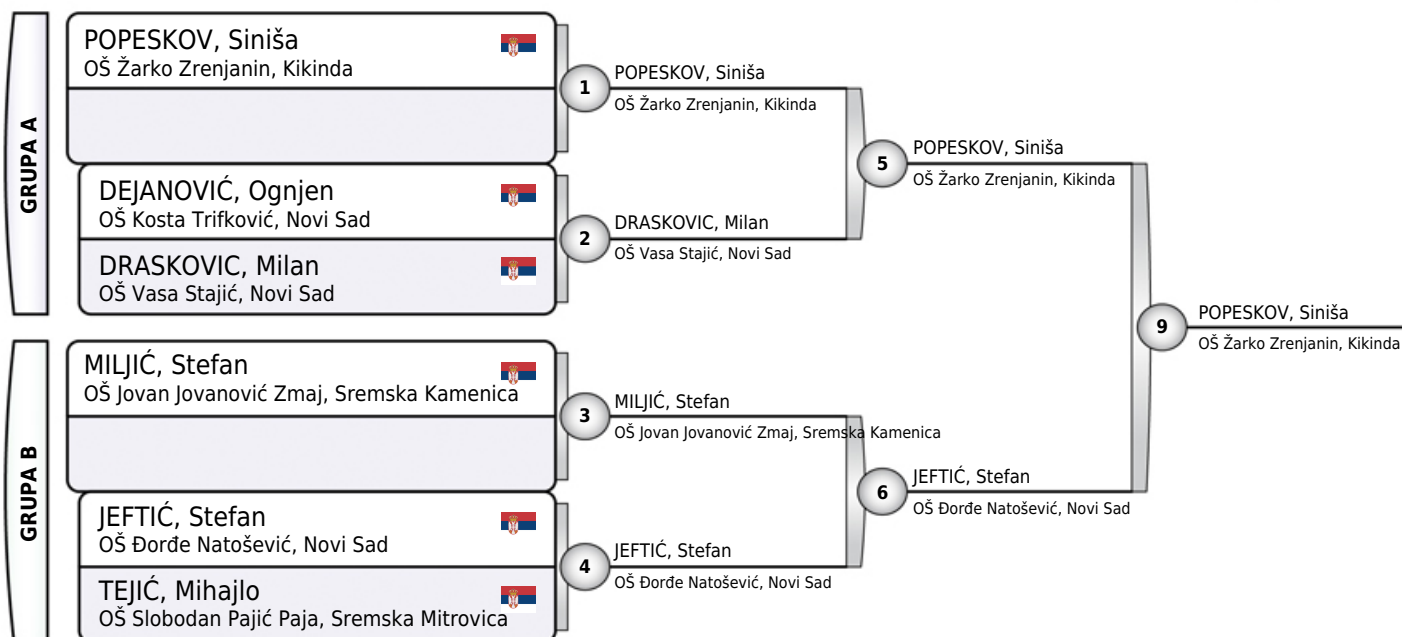 GRUPA A
POPESKOV, Siniša
OŠ Žarko Zrenjanin, Kikinda
DEJANOVIĆ, Ognjen
OŠ Kosta Trifković, Novi Sad
DRASKOVIC, Milan
OŠ Vasa Stajić, Novi Sad
1
POPESKOV, Siniša
OŠ Žarko Zrenjanin, Kikinda
2
DRASKOVIC, Milan
OŠ Vasa Stajić, Novi Sad
5
POPESKOV, Siniša
OŠ Žarko Zrenjanin, Kikinda
GRUPA B
MILJIĆ, Stefan
OŠ Jovan Jovanović Zmaj, Sremska Kamenica
JEFTIĆ, Stefan
OŠ Đorđe Natošević, Novi Sad
TEJIĆ, Mihajlo
OŠ Slobodan Pajić Paja, Sremska Mitrovica
3
MILJIĆ, Stefan
OŠ Jovan Jovanović Zmaj, Sremska Kamenica
4
JEFTIĆ, Stefan
OŠ Đorđe Natošević, Novi Sad
6
JEFTIĆ, Stefan
OŠ Đorđe Natošević, Novi Sad
9
POPESKOV, Siniša
OŠ Žarko Zrenjanin, Kikinda